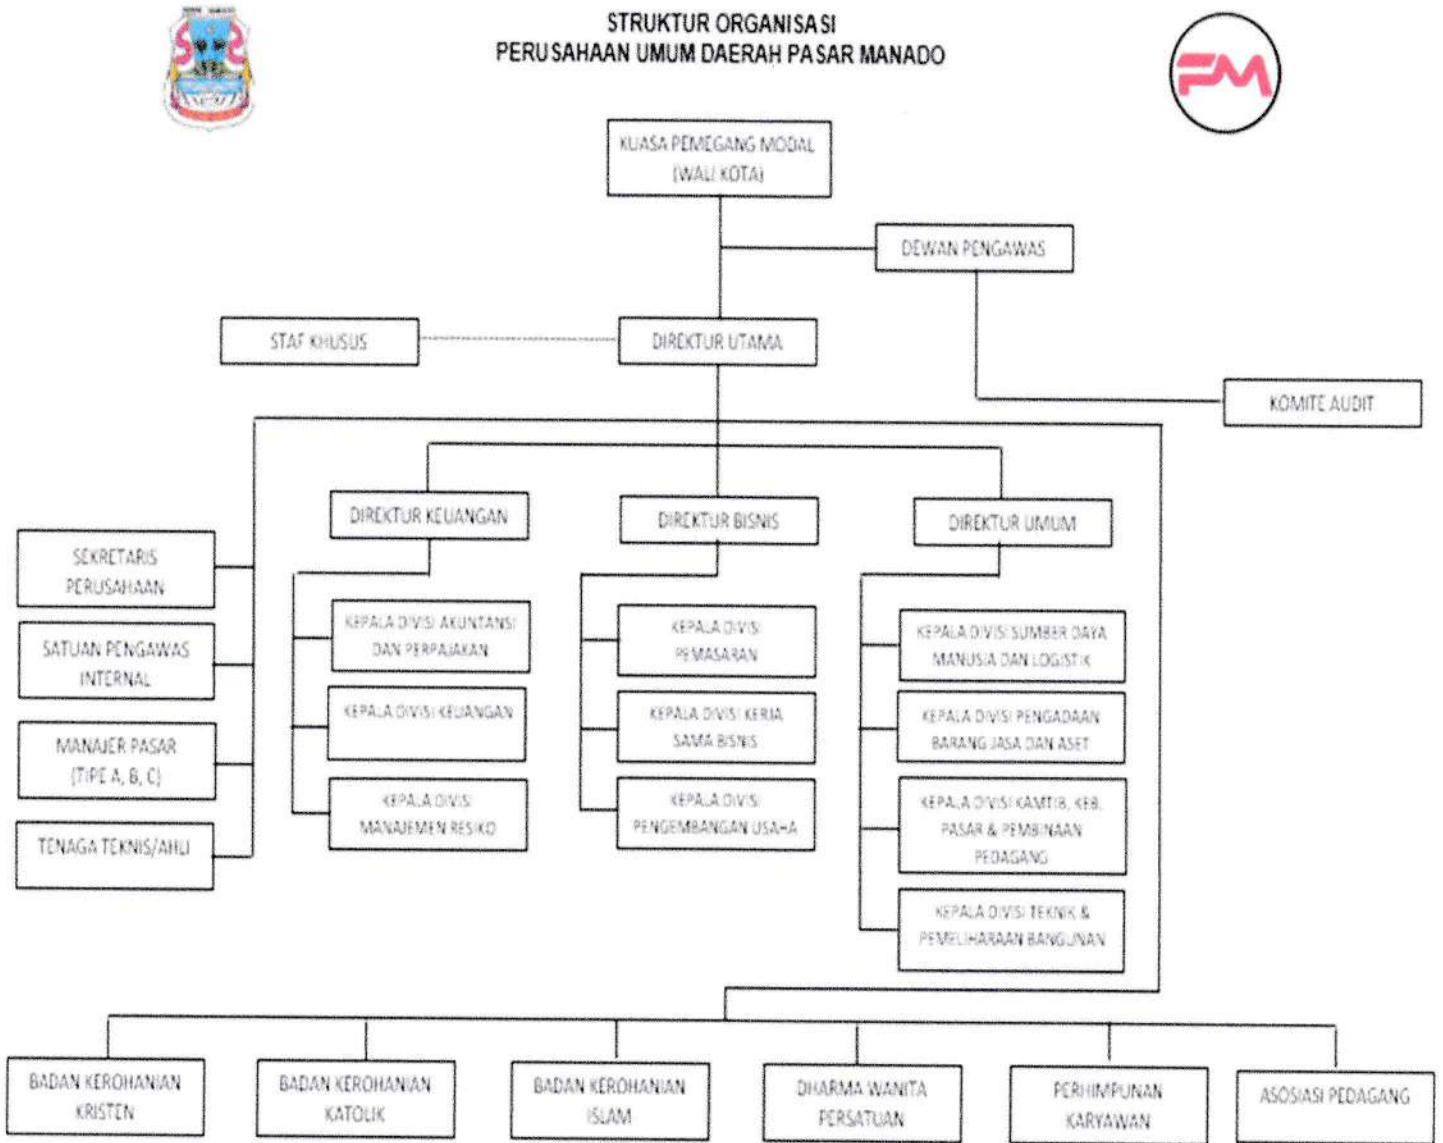 STRUKTUR ORGANISASI
PERUSAHAAN UMUM DAERAH PASAR MANADO
PM
KUASA PEMEGANG MODAL
(WALI KOTA)
DEWAN PENGAWAS
STAF KHUSUS
DIREKTUR UTAMA
KOMITE AUDIT
DIREKTUR KEUANGAN
DIREKTUR BISNIS
DIREKTUR UMUM
SEKRETARIS
PERUSAHAAN
SATUAN PENGAWAS
INTERNAL
MANAJER PASAR
(TIPE A, B, C)
TENAGA TEKNIS/AHLI
KEPALA DIVISI AKUNTANSI
DAN PERPAJAKAN
KEPALA DIVISI KEUANGAN
KEPALA DIVISI
MANAJEMEN RESIKO
KEPALA DIVISI
PEMASARAN
KEPALA DIVISI KERJA
SAMA BISNIS
KEPALA DIVISI
PENGEMBANGAN USAHA
KEPALA DIVISI SUMBER DAYA
MANUSIA DAN LOGISTIK
KEPALA DIVISI PENGADAAN
BARANG JASA DAN ASET
KEPALA DIVISI KAMTIB, KEB.
PASAR & PEMBINAAN
PEDAGANG
KEPALA DIVISI TEKNIK &
PEMELIHARAAN BANGUNAN
BADAN KEROHANIAN
KRISTEN
BADAN KEROHANIAN
KATOLIK
BADAN KEROHANIAN
ISLAM
DHARMA WANITA
PERSATUAN
PERHIMPUNAN
KARYAWAN
ASOSIASI PEDAGANG